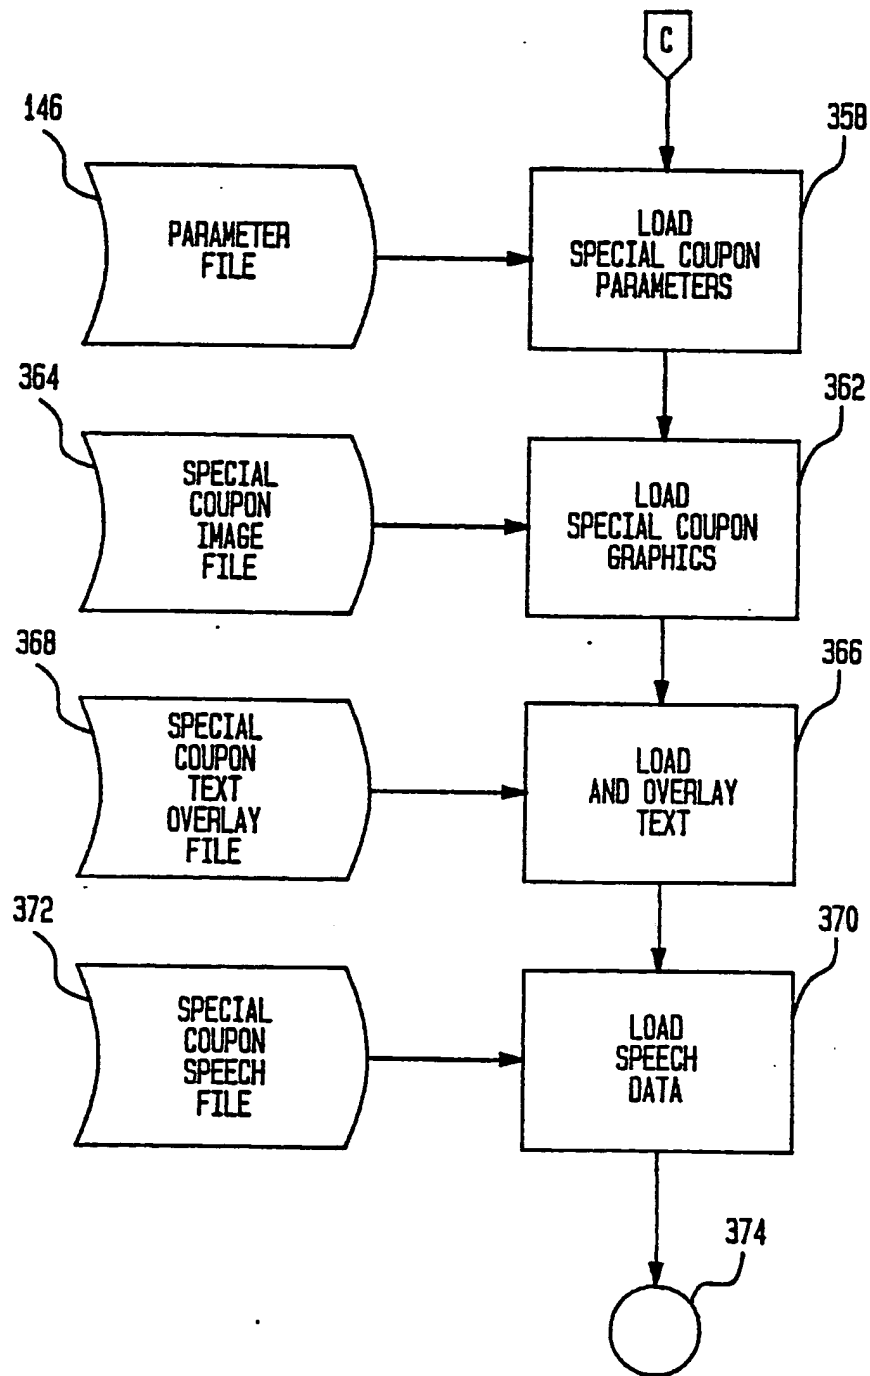 C
146
358
PARAMETER
FILE
LOAD
SPECIAL COUPON
PARAMETERS
364
362
SPECIAL
COUPON
IMAGE
FILE
LOAD
SPECIAL COUPON
GRAPHICS
368
366
SPECIAL
COUPON
TEXT
OVERLAY
FILE
LOAD
AND OVERLAY
TEXT
372
370
SPECIAL
COUPON
SPEECH
FILE
LOAD
SPEECH
DATA
374